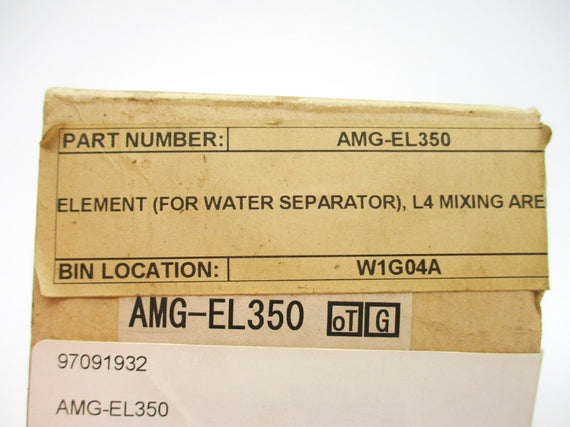 PART NUMBER: AMG-EL350
ELEMENT (FOR WATER SEPARATOR), L4 MIXING ARE
BIN LOCATION: W1G04A
AMG-EL350 oT G
97091932
AMG-EL350